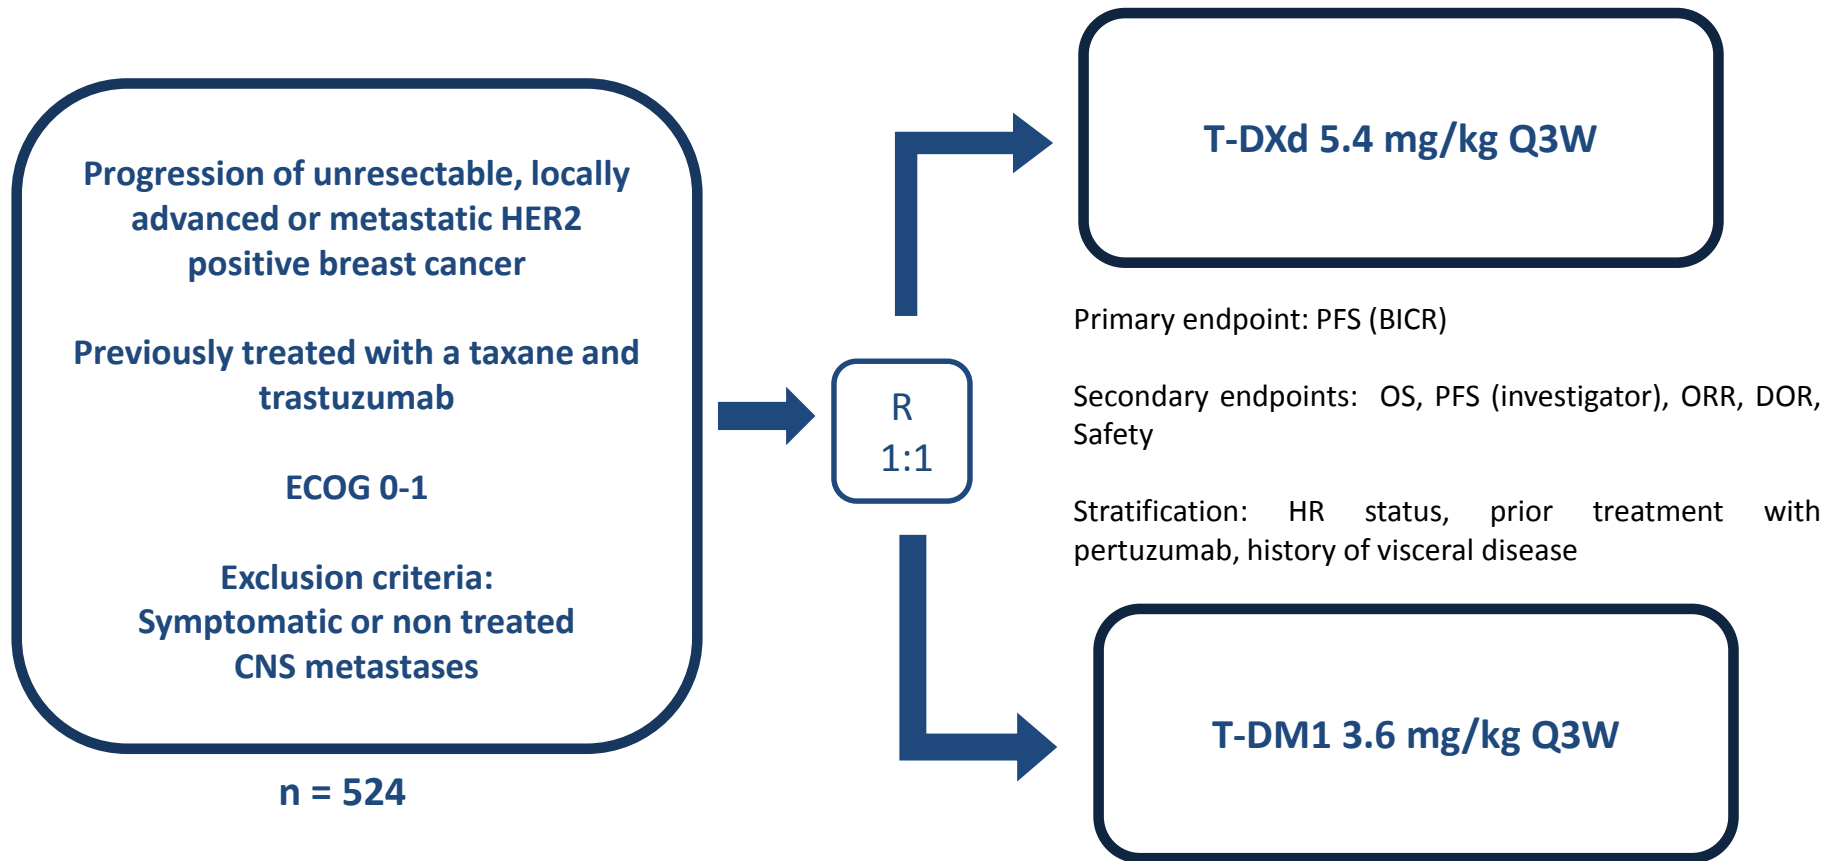 Progression of unresectable, locally
advanced or metastatic HER2
positive breast cancer
Previously treated with a taxane and
trastuzumab
ECOG 0-1
Exclusion criteria:
Symptomatic or non treated
CNS metastases
n = 524
R
1:1
T-DXd 5.4 mg/kg Q3W
Primary endpoint: PFS (BICR)
Secondary endpoints: OS, PFS (investigator), ORR, DOR,
Safety
Stratification: HR status, prior treatment with
pertuzumab, history of visceral disease
T-DM1 3.6 mg/kg Q3W